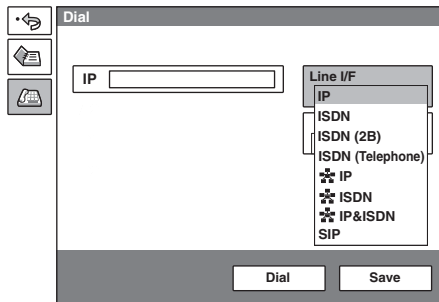 Dial
IP
Line I/F
IP
ISDN
ISDN (2B)
ISDN (Telephone)
IP
ISDN
IP&ISDN
SIP
Dial
Save